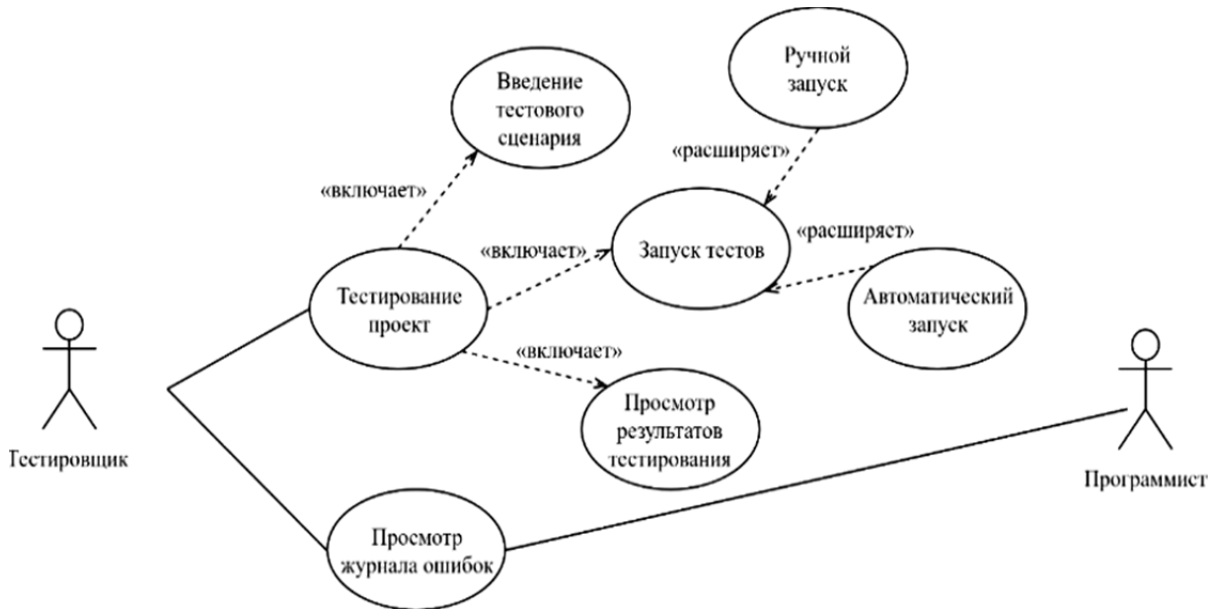 Ручной
запуск
Введение
тестового
сценария
«расширяет»
«включает»
«включает»
Запуск тестов
«расширяет»
Тестирование
проект
Автоматический
запуск
«включает»
Просмотр
результатов
тестирования
Тестировщик
Программист
Просмотр
журнала ошибок